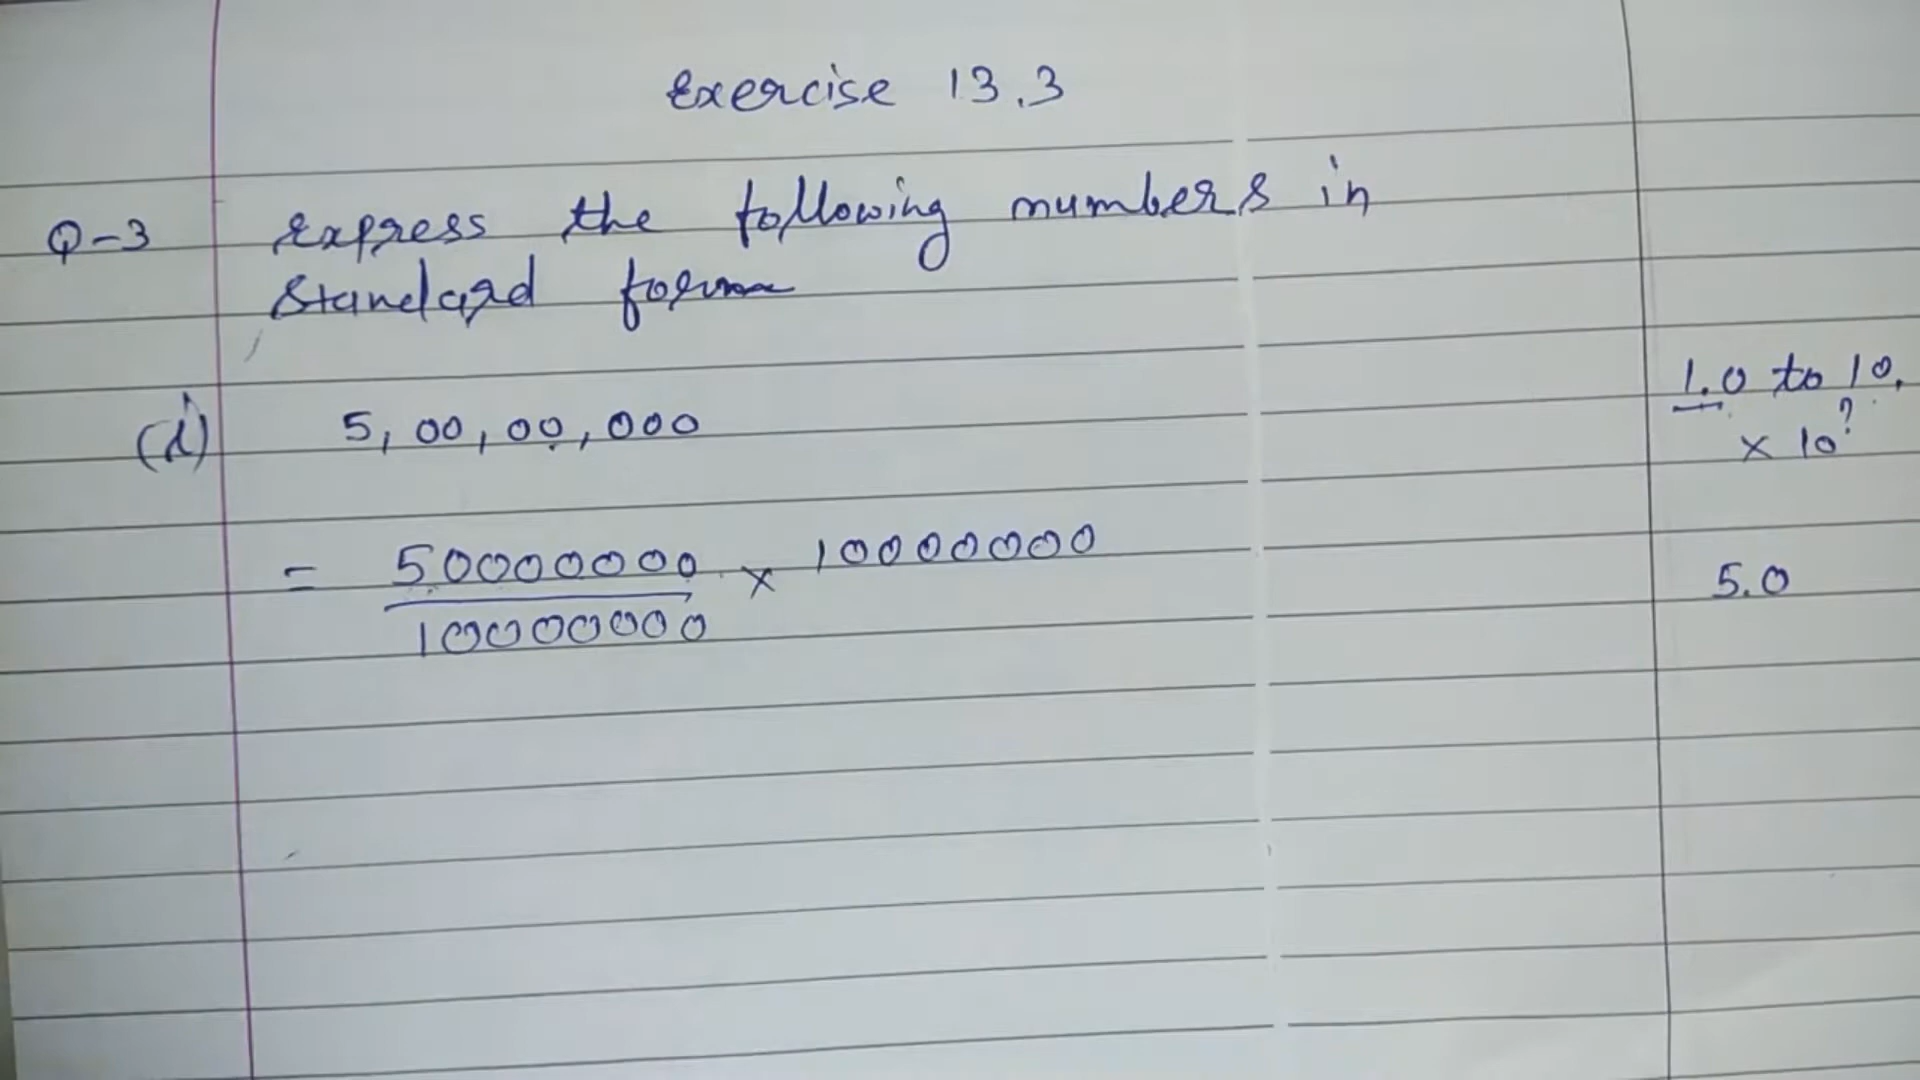 Exercise 13.3
Q-3 Express the following numbers in
Standard form
(i) 5,00,00,000
1.0 to 10.
× 10?
= 50000000 × 10000000
10000000
5.0